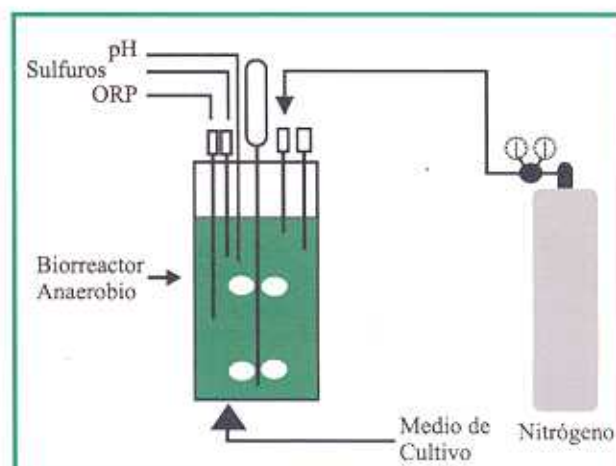 pH
Sulfuros
ORP
Biorreactor
Anaerobio
Medio de
Cultivo
Nitrógeno